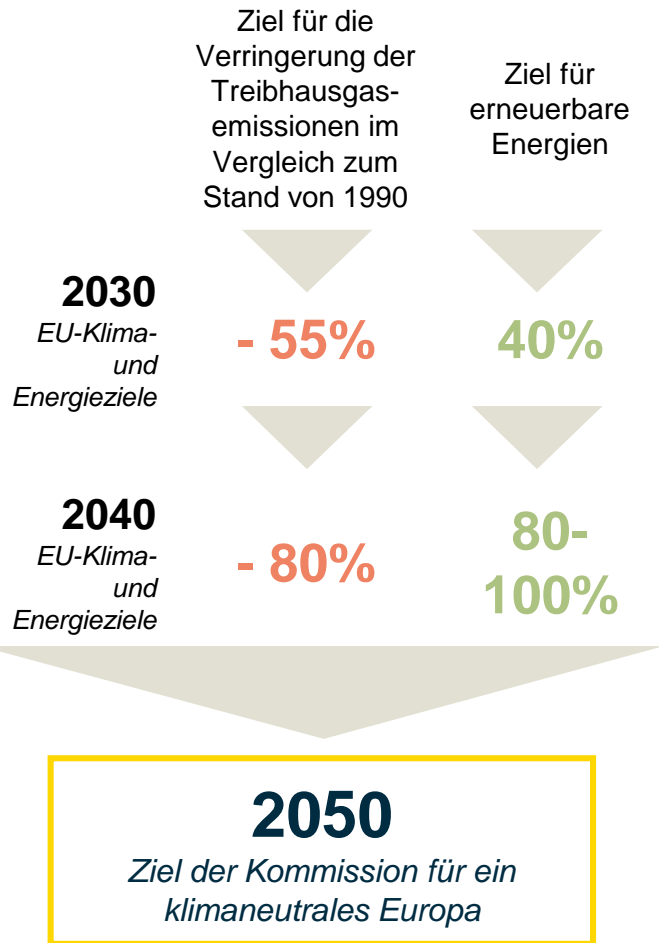 Ziel für die
Verringerung der
Treibhausgas-
emissionen im
Vergleich zum
Stand von 1990
Ziel für
erneuerbare
Energien
2030
EU-Klima-
und
Energieziele
- 55%
40%
2040
EU-Klima-
und
Energieziele
- 80%
80-
100%
2050
Ziel der Kommission für ein
klimaneutrales Europa